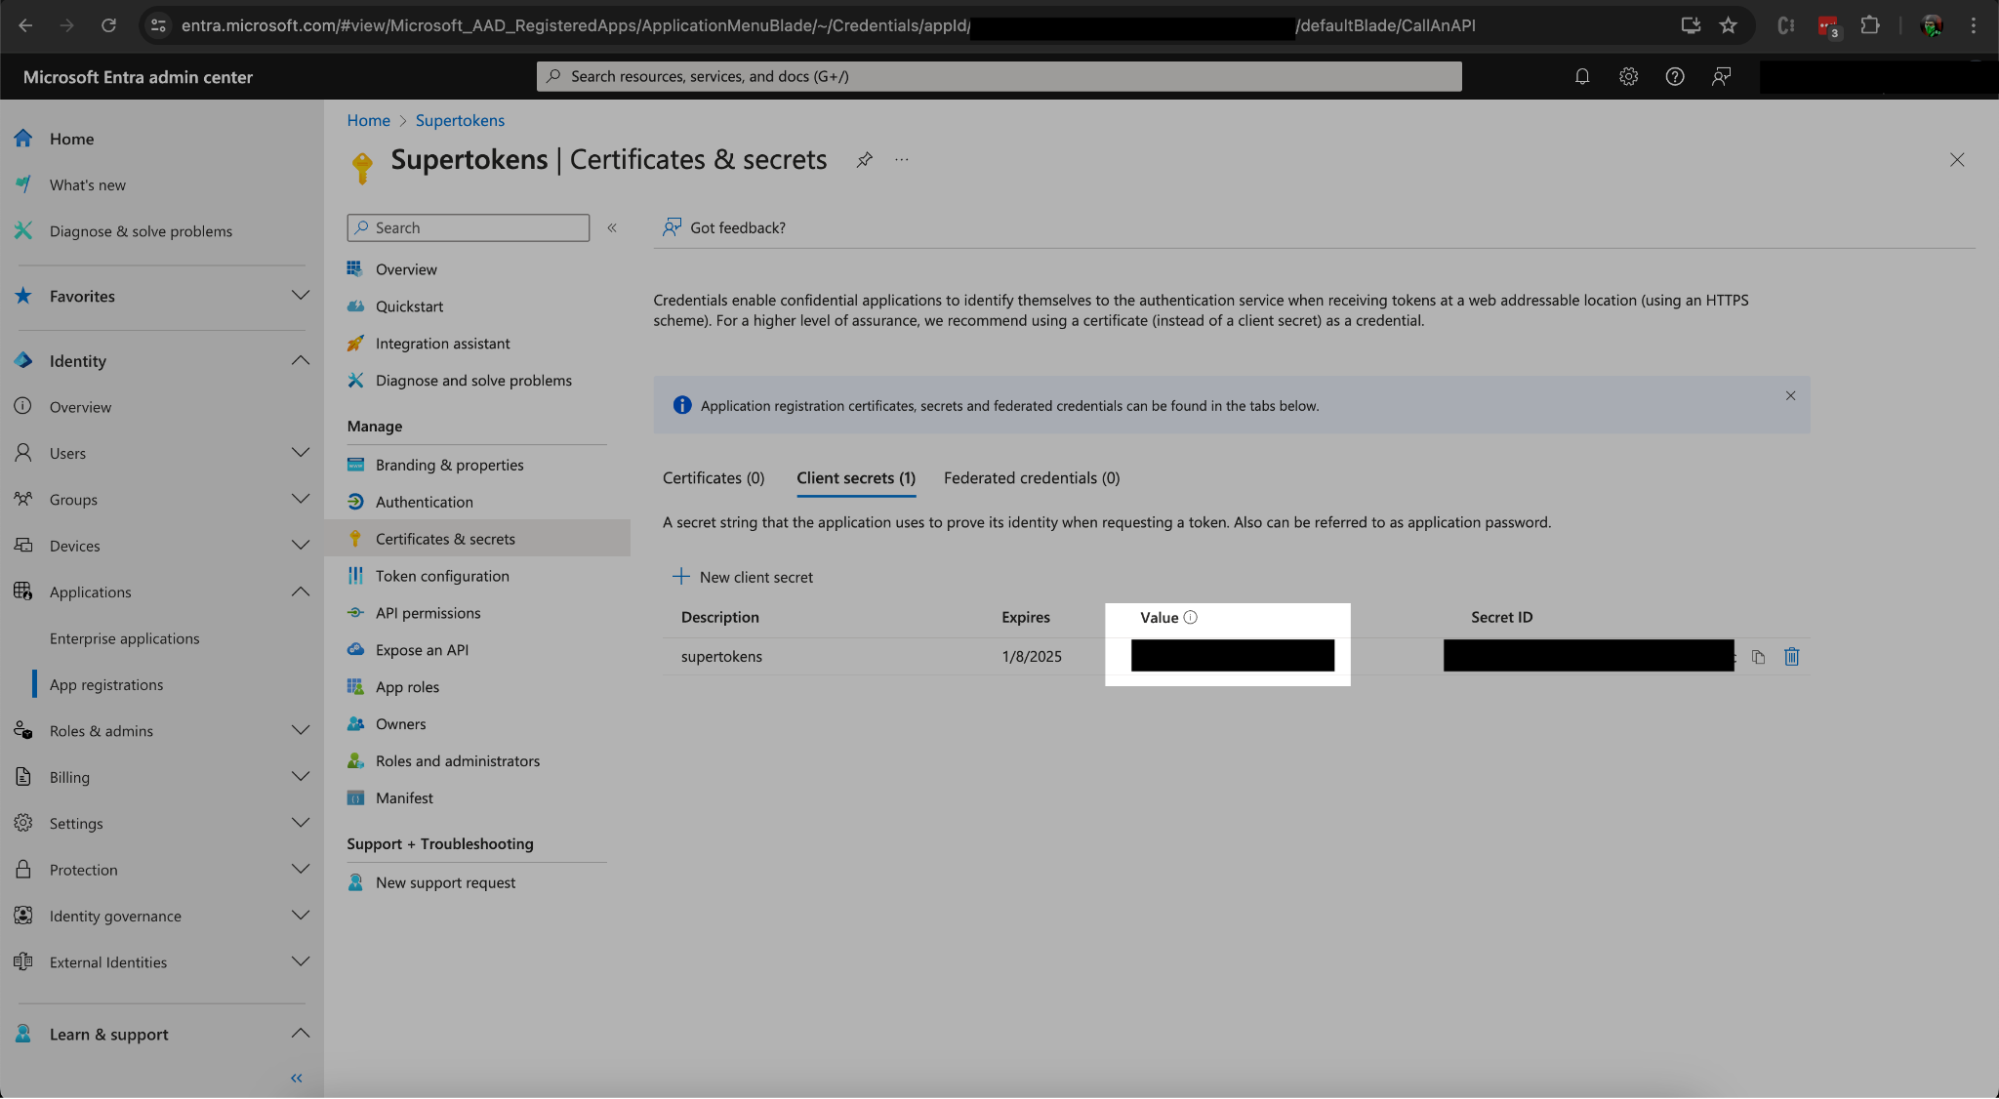 entra.microsoft.com/#view/Microsoft_AAD_RegisteredApps/ApplicationMenuBlade/~/Credentials/appId/ /defaultBlade/CallAnAPI
3
Microsoft Entra admin center
Search resources, services, and docs (G+/)
Home
What's new
Diagnose & solve problems
Favorites
Identity
Overview
Users
Groups
Devices
Applications
Enterprise applications
App registrations
Roles & admins
Billing
Settings
Protection
Identity governance
External Identities
Learn & support
Home > Supertokens
Supertokens | Certificates & secrets
Search
Overview
Quickstart
Integration assistant
Diagnose and solve problems
Manage
Branding & properties
Authentication
Certificates & secrets
Token configuration
API permissions
Expose an API
App roles
Owners
Roles and administrators
Manifest
Support + Troubleshooting
New support request
Got feedback?
Credentials enable confidential applications to identify themselves to the authentication service when receiving tokens at a web addressable location (using an HTTPS
scheme). For a higher level of assurance, we recommend using a certificate (instead of a client secret) as a credential.
Application registration certificates, secrets and federated credentials can be found in the tabs below.
Certificates (0) Client secrets (1) Federated credentials (0)
A secret string that the application uses to prove its identity when requesting a token. Also can be referred to as application password.
New client secret
Description Expires Value Secret ID
supertokens 1/8/2025